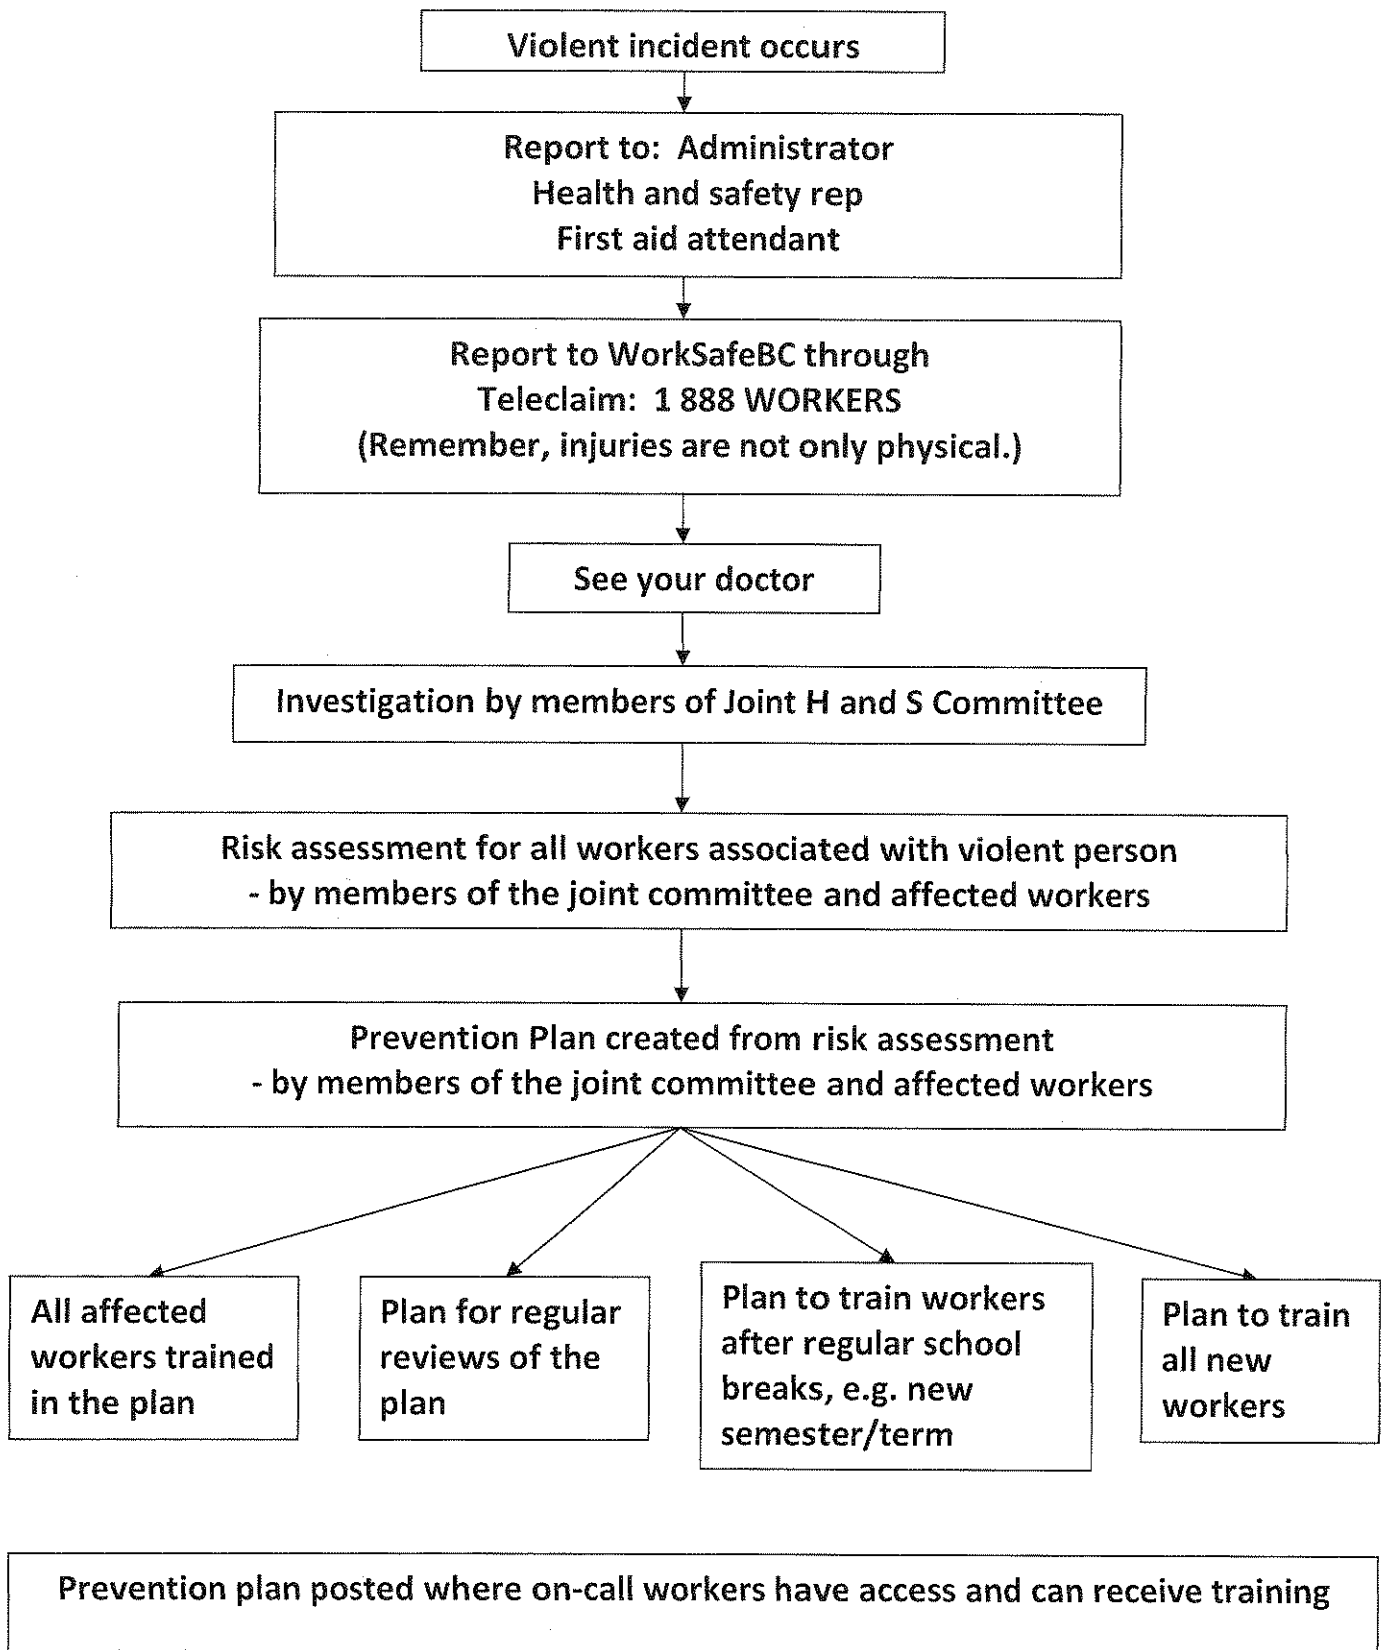 Violent incident occurs
Report to: Administrator
Health and safety rep
First aid attendant
Report to WorkSafeBC through
Teleclaim: 1 888 WORKERS
(Remember, injuries are not only physical.)
See your doctor
Investigation by members of Joint H and S Committee
Risk assessment for all workers associated with violent person
- by members of the joint committee and affected workers
Prevention Plan created from risk assessment
- by members of the joint committee and affected workers
All affected
workers trained
in the plan
Plan for regular
reviews of the
plan
Plan to train workers
after regular school
breaks, e.g. new
semester/term
Plan to train
all new
workers
Prevention plan posted where on-call workers have access and can receive training